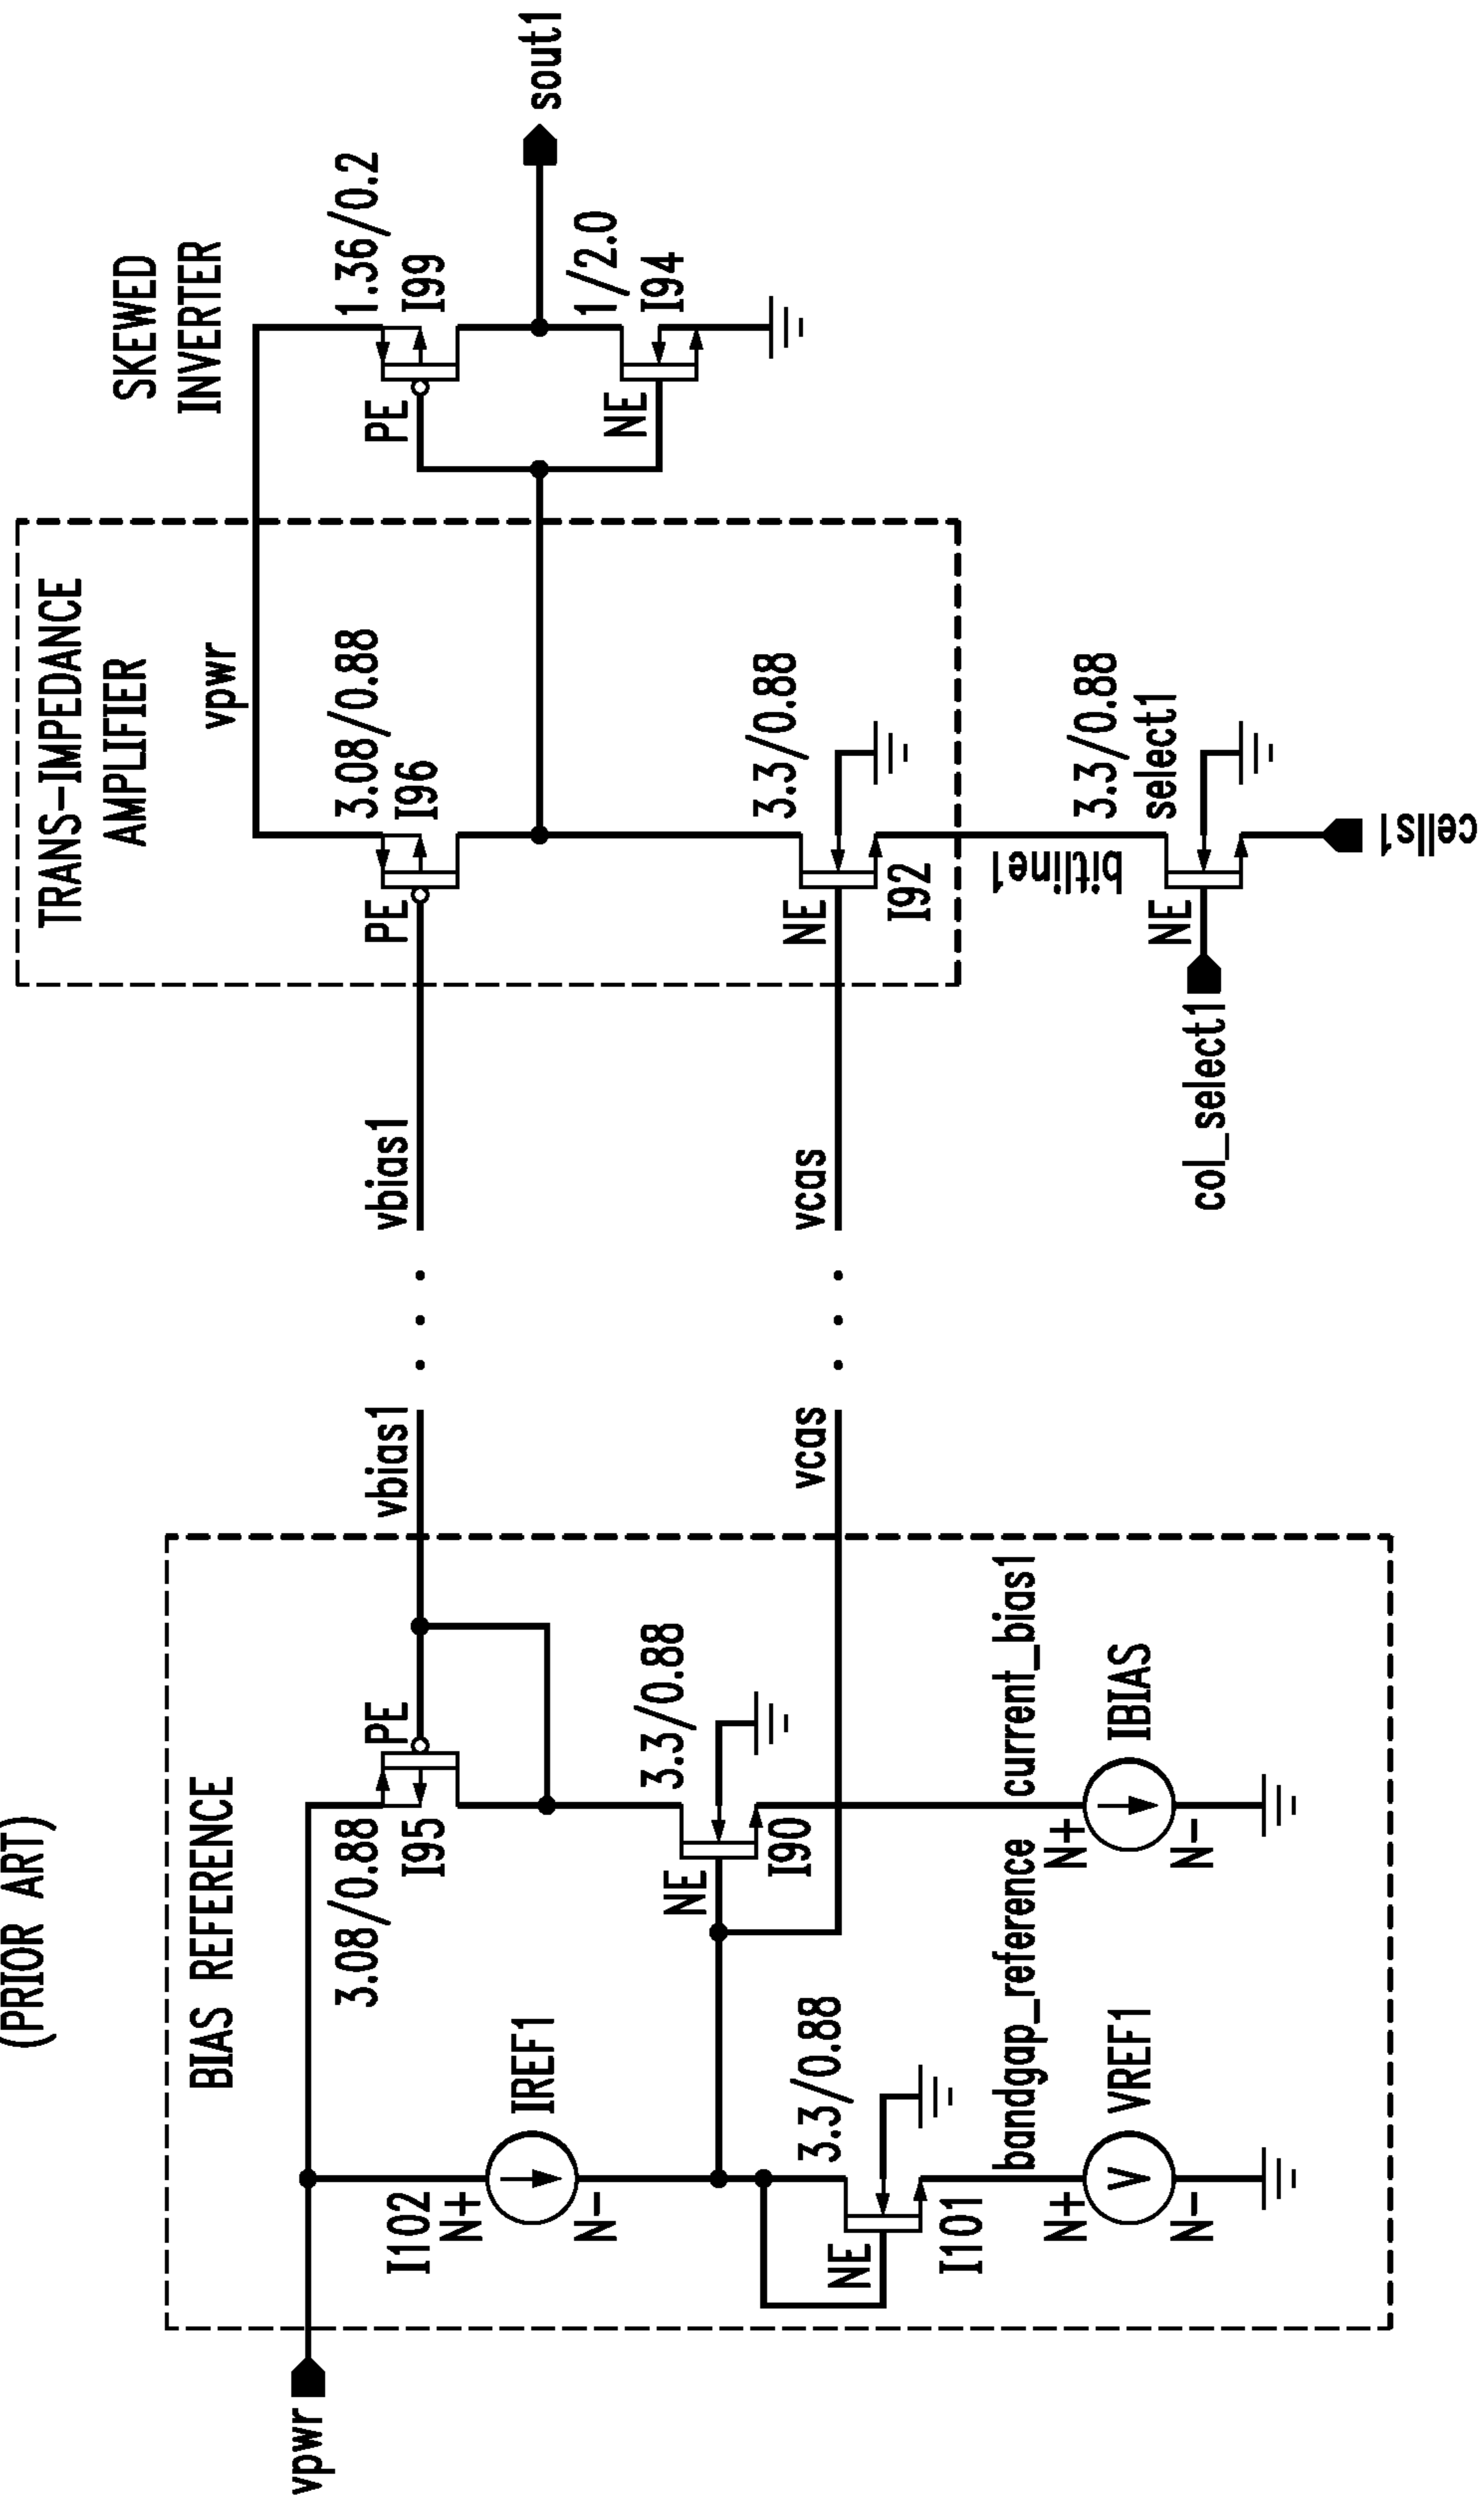 (PRIOR ART)
BIAS REFERENCE
vpwr
I102
N+
N-
IREF1
3.08/0.88
I95
PE
vbias1
3.3/0.88
NE
I90
vcas
3.3/0.88
NE
I101
bandgap_reference
N+
N-
VREF1
V
current_bias1
N+
N-
IBIAS
TRANS-IMPEDANCE
AMPLIFIER
vpwr
vbias1
PE
3.08/0.88
I96
vcas
NE
3.3/0.88
I92
bitline1
3.3/0.88
select1
NE
col_select1
cells1
SKEWED
INVERTER
1.36/0.2
I99
PE
1/2.0
I94
NE
sout1